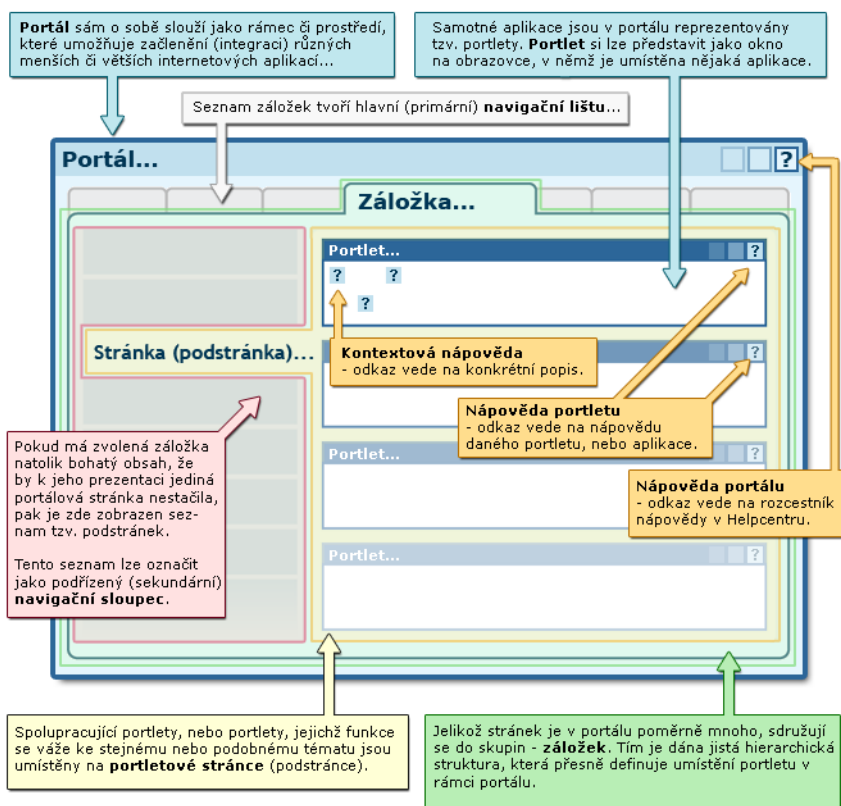 Portál sám o sobě slouží jako rámec či prostředí,
které umožňuje začlenění (integraci) různých
menších či větších internetových aplikací...
Samotné aplikace jsou v portálu reprezentovány
tzv. portlety. Portlet si lze představit jako okno
na obrazovce, v němž je umístěna nějaká aplikace.
Seznam záložek tvoří hlavní (primární) navigační lištu...
Portál...
?
Záložka...
Portlet...
?
? ?
?
Stránka (podstránka)...
Kontextová nápověda
- odkaz vede na konkrétní popis.
?
Nápověda portletu
- odkaz vede na nápovědu
daného portletu, nebo aplikace.
Portlet...
?
Nápověda portálu
- odkaz vede na rozcestník
nápovědy v Helpcentru.
Pokud má zvolená záložka
natolik bohatý obsah, že
by k jeho prezentaci jediná
portálová stránka nestačila,
pak je zde zobrazen sez-
nam tzv. podstránek.
Tento seznam lze označit
jako podřízený (sekundární)
navigační sloupec.
Portlet...
?
Spolupracující portlety, nebo portlety, jejichž funkce
se váže ke stejnému nebo podobnému tématu jsou
umístěny na portletové stránce (podstránce).
Jelikož stránek je v portálu poměrně mnoho, sdružují
se do skupin - záložek. Tím je dána jistá hierarchická
struktura, která přesně definuje umístění portletu v
rámci portálu.